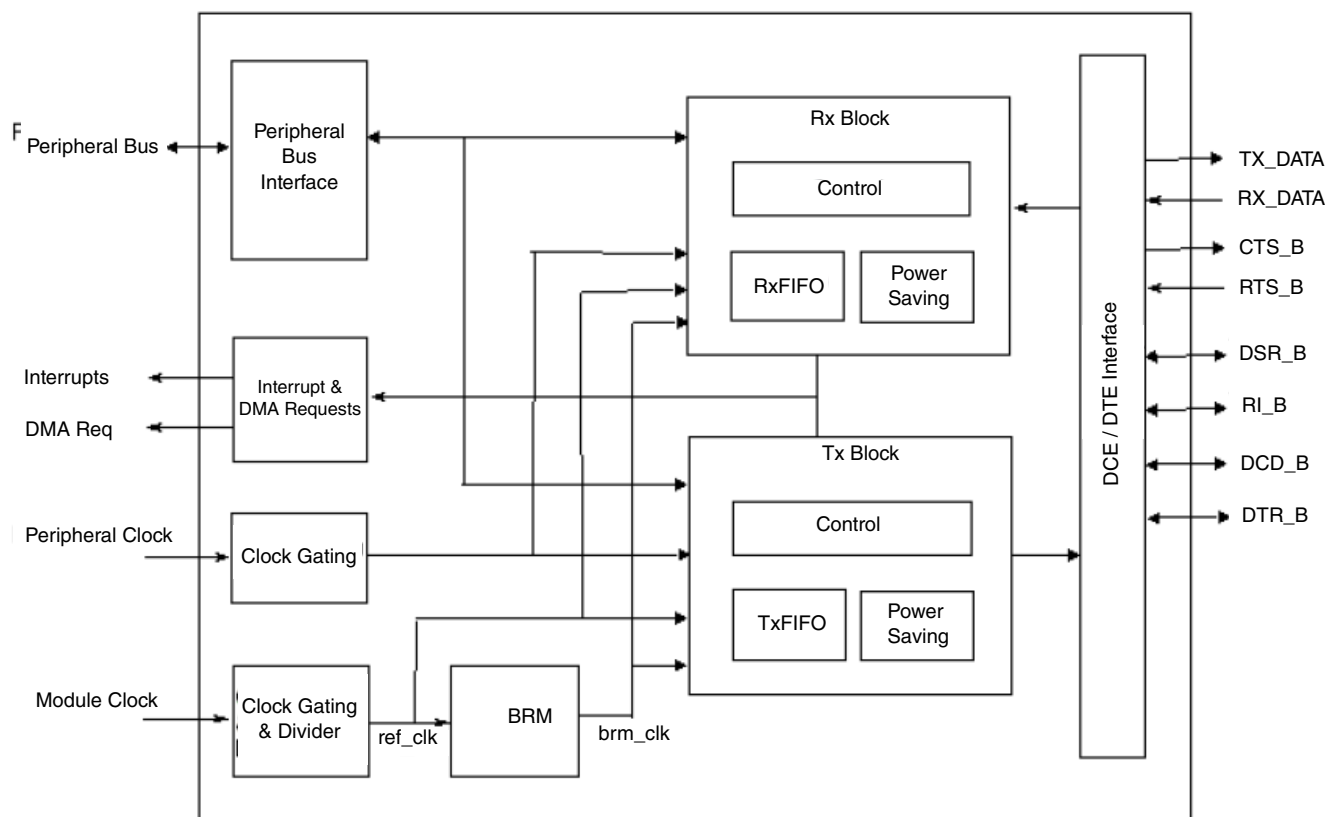 Peripheral Bus
Peripheral
Bus
Interface
Rx Block
Control
RxFIFO
Power
Saving
Interrupts
DMA Req
Interrupt &
DMA Requests
Tx Block
Control
TxFIFO
Power
Saving
Peripheral Clock
Clock Gating
Module Clock
Clock Gating
& Divider
ref_clk
BRM
brm_clk
DCE / DTE Interface
TX_DATA
RX_DATA
CTS_B
RTS_B
DSR_B
RI_B
DCD_B
DTR_B